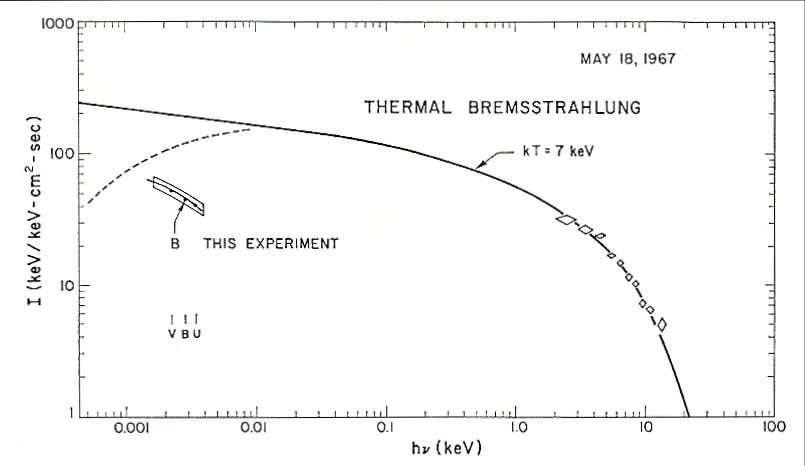 1000
100
10
1
I (keV/keV-cm²-sec)
MAY 18, 1967
THERMAL BREMSSTRAHLUNG
kT = 7 keV
B THIS EXPERIMENT
V B U
0.001 0.01 0.1 1.0 10 100
hν (keV)